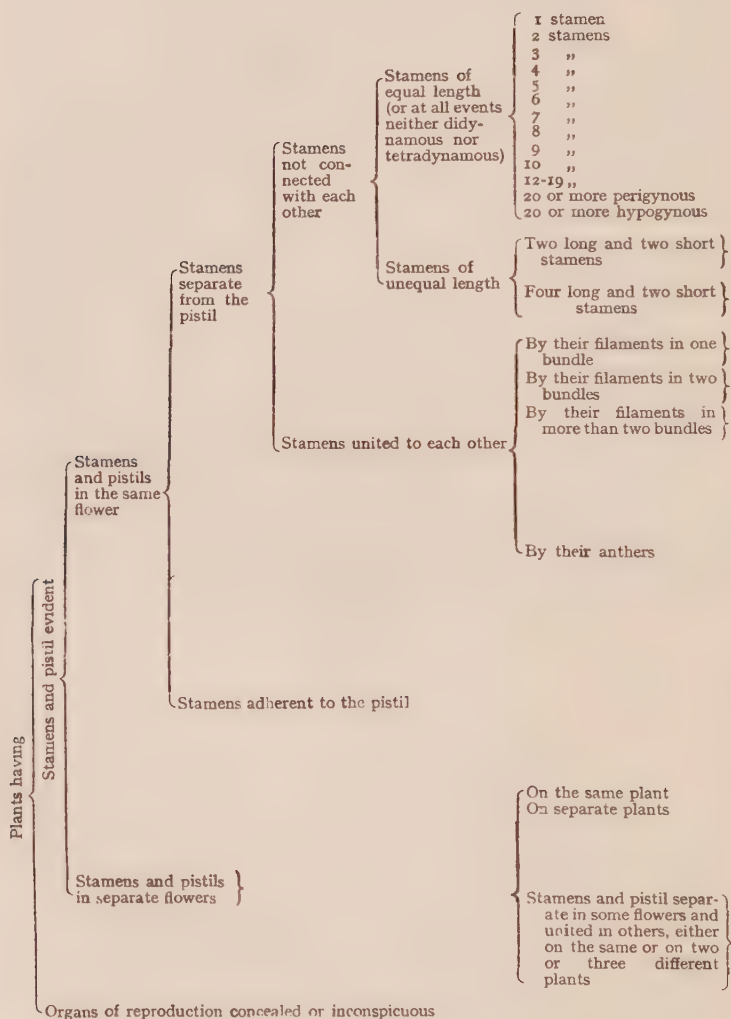 1 stamen
2 stamens
3 „
4 „
5 „
6 „
7 „
8 „
9 „
10 „
12-19 „
20 or more perigynous
20 or more hypogynous
Stamens of
equal length
(or at all events
neither didy-
namous nor
tetradynamous)
Stamens
not con-
nected
with each
other
Two long and two short
stamens
Stamens of
unequal length
Four long and two short
stamens
Stamens
separate
from the
pistil
By their filaments in one
bundle
By their filaments in two
bundles
By their filaments in
more than two bundles
Stamens united to each other
By their anthers
Stamens
and pistils
in the same
flower
Stamens adherent to the pistil
Stamens and pistil evident
Plants having
On the same plant
On separate plants
Stamens and pistils
in separate flowers
Stamens and pistil separ-
ate in some flowers and
united in others, either
on the same or on two
or three different
plants
Organs of reproduction concealed or inconspicuous